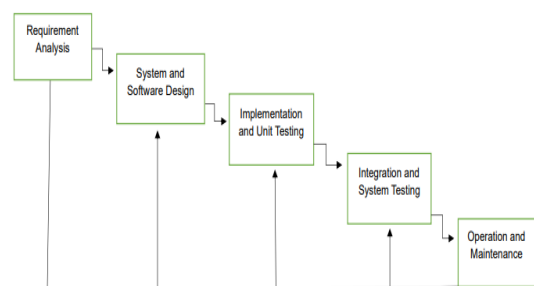 Requirement
Analysis
System and
Software Design
Implementation
and Unit Testing
Integration and
System Testing
Operation and
Maintenance